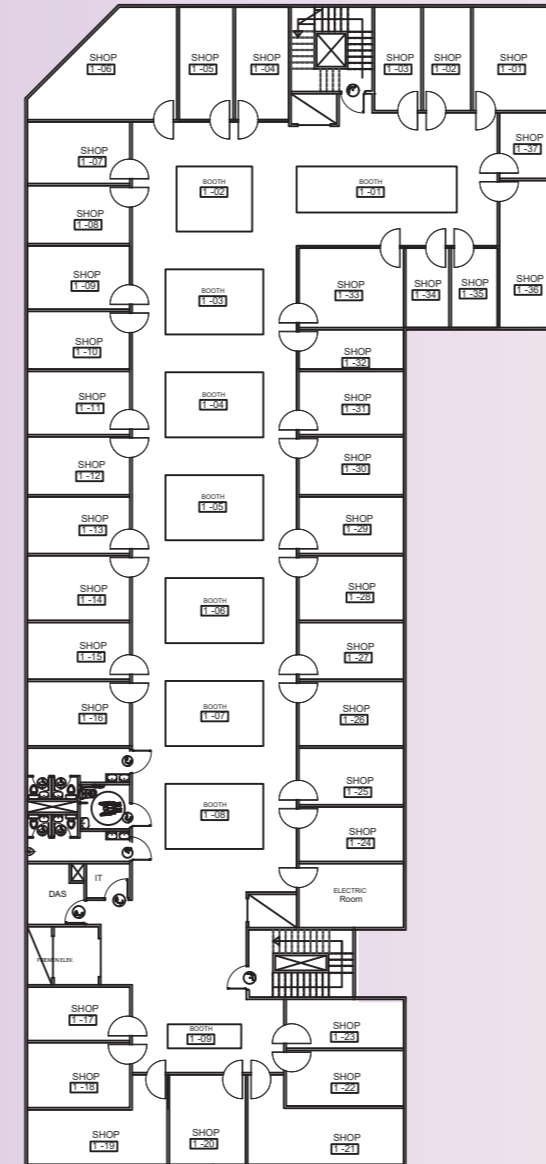 SHOP
1 -06
SHOP
1 -05
SHOP
1 -04
SHOP
1 -03
SHOP
1 -02
SHOP
1 -01
SHOP
1 -37
SHOP
1 -07
BOOTH
1 -02
BOOTH
1 -01
SHOP
1 -08
SHOP
1 -09
BOOTH
1 -03
SHOP
1 -33
SHOP
1 -34
SHOP
1 -35
SHOP
1 -36
SHOP
1 -10
SHOP
1 -32
SHOP
1 -11
BOOTH
1 -04
SHOP
1 -31
SHOP
1 -12
SHOP
1 -30
SHOP
1 -13
BOOTH
1 -05
SHOP
1 -29
SHOP
1 -14
BOOTH
1 -06
SHOP
1 -28
SHOP
1 -15
SHOP
1 -27
SHOP
1 -16
BOOTH
1 -07
SHOP
1 -26
SHOP
1 -25
BOOTH
1 -08
SHOP
1 -24
IT
DAS
ELECTRIC
Room
SHOP
1 -17
BOOTH
1 -09
SHOP
1 -23
SHOP
1 -18
SHOP
1 -22
SHOP
1 -19
SHOP
1 -20
SHOP
1 -21